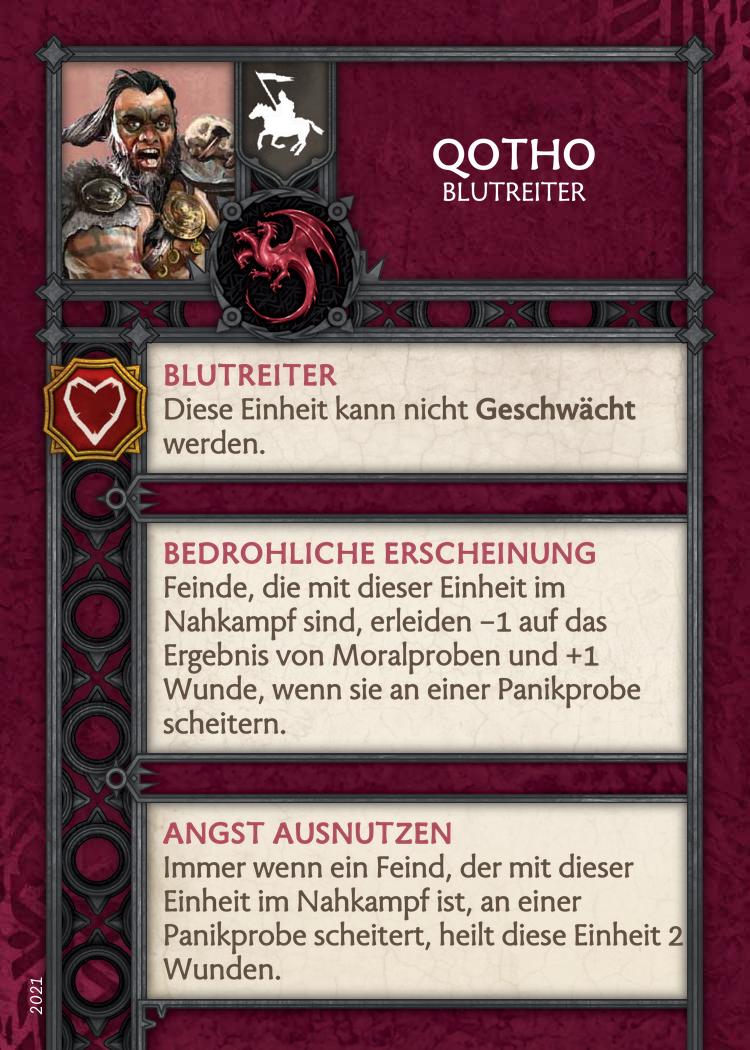 QOTHO
BLUTREITER
BLUTREITER
Diese Einheit kann nicht Geschwächt
werden.
BEDROHLICHE ERSCHEINUNG
Feinde, die mit dieser Einheit im
Nahkampf sind, erleiden −1 auf das
Ergebnis von Moralproben und +1
Wunde, wenn sie an einer Panikprobe
scheitern.
ANGST AUSNUTZEN
Immer wenn ein Feind, der mit dieser
Einheit im Nahkampf ist, an einer
Panikprobe scheitert, heilt diese Einheit 2
Wunden.
2021